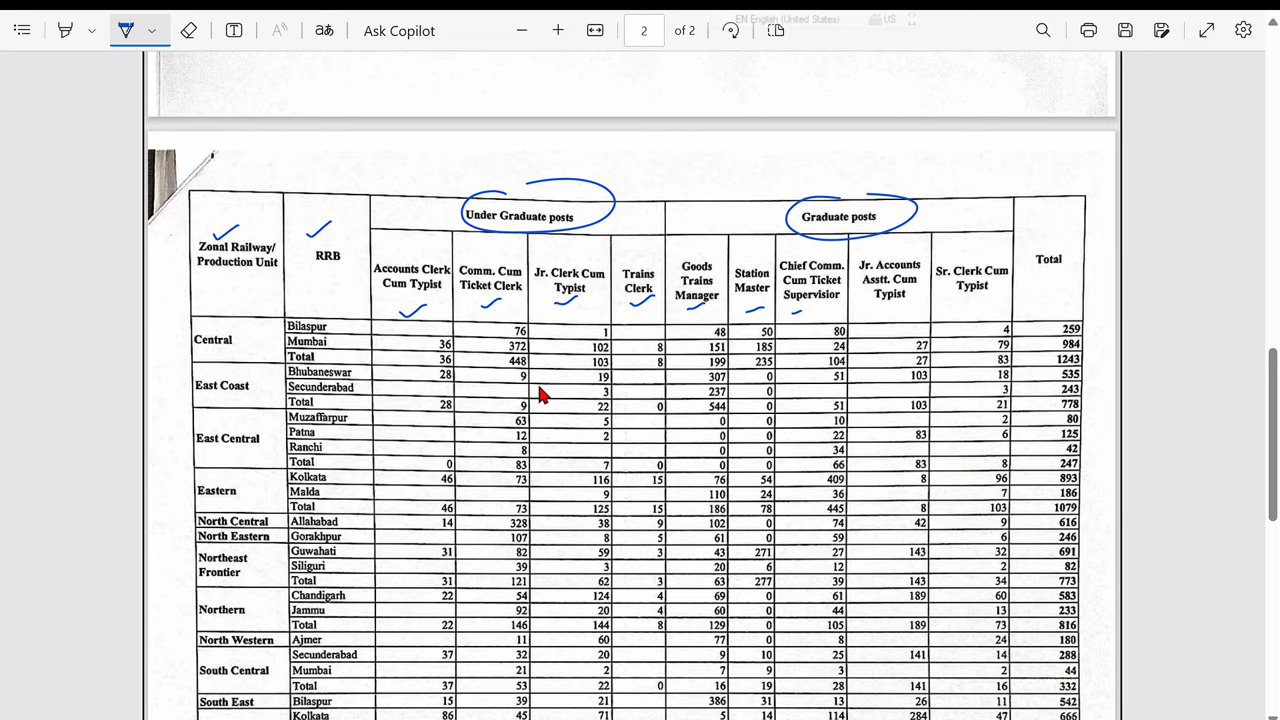 EN English (United States) US
Ask Copilot 2 of 2
Under Graduate posts Graduate posts
Zonal Railway/ Production Unit RRB Accounts Clerk Cum Typist Comm. Cum Ticket Clerk Jr. Clerk Cum Typist Trains Clerk Goods Trains Manager Station Master Chief Comm. Cum Ticket Supervisior Jr. Accounts Asstt. Cum Typist Sr. Clerk Cum Typist Total
Central Bilaspur 76 1 48 50 80 4 259
Mumbai 36 372 102 8 151 185 24 27 79 984
Total 36 448 103 8 199 235 104 27 83 1243
East Coast Bhubaneswar 28 9 19 307 0 51 103 18 535
Secunderabad 3 237 0 3 243
Total 28 9 22 0 544 0 51 103 21 778
East Central Muzaffarpur 63 5 0 0 10 2 80
Patna 12 2 0 0 22 83 6 125
Ranchi 8 0 0 34 42
Total 0 83 7 0 0 0 66 83 8 247
Eastern Kolkata 46 73 116 15 76 54 409 8 96 893
Malda 9 110 24 36 7 186
Total 46 73 125 15 186 78 445 8 103 1079
North Central Allahabad 14 328 38 9 102 0 74 42 9 616
North Eastern Gorakhpur 107 8 5 61 0 59 6 246
Northeast Frontier Guwahati 31 82 59 3 43 271 27 143 32 691
Siliguri 39 3 20 6 12 2 82
Total 31 121 62 3 63 277 39 143 34 773
Northern Chandigarh 22 54 124 4 69 0 61 189 60 583
Jammu 92 20 4 60 0 44 13 233
Total 22 146 144 8 129 0 105 189 73 816
North Western Ajmer 11 60 77 0 8 24 180
South Central Secunderabad 37 32 20 9 10 25 141 14 288
Mumbai 21 2 7 9 3 2 44
Total 37 53 22 0 16 19 28 141 16 332
South East Bilaspur 15 39 21 386 31 13 26 11 542
Kolkata 86 45 71 5 14 114 284 47 666